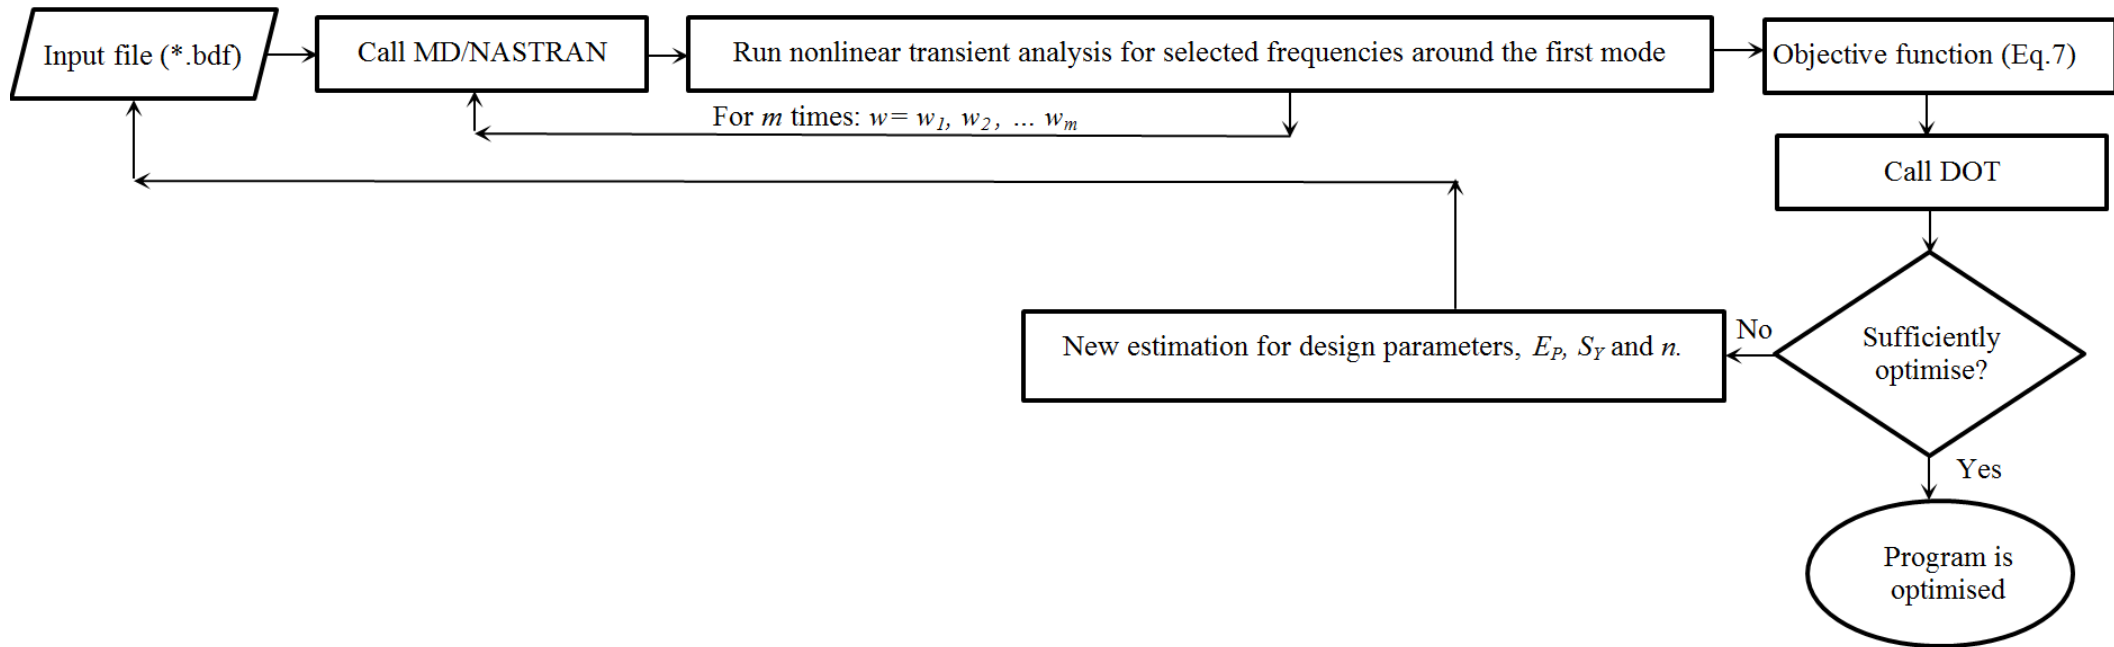 Input file (*.bdf)
Call MD/NASTRAN
Run nonlinear transient analysis for selected frequencies around the first mode
Objective function (Eq.7)
For m times: w= w1, w2, ... wm
Call DOT
Sufficiently
optimise?
No
New estimation for design parameters, EP, SY and n.
Yes
Program is
optimised